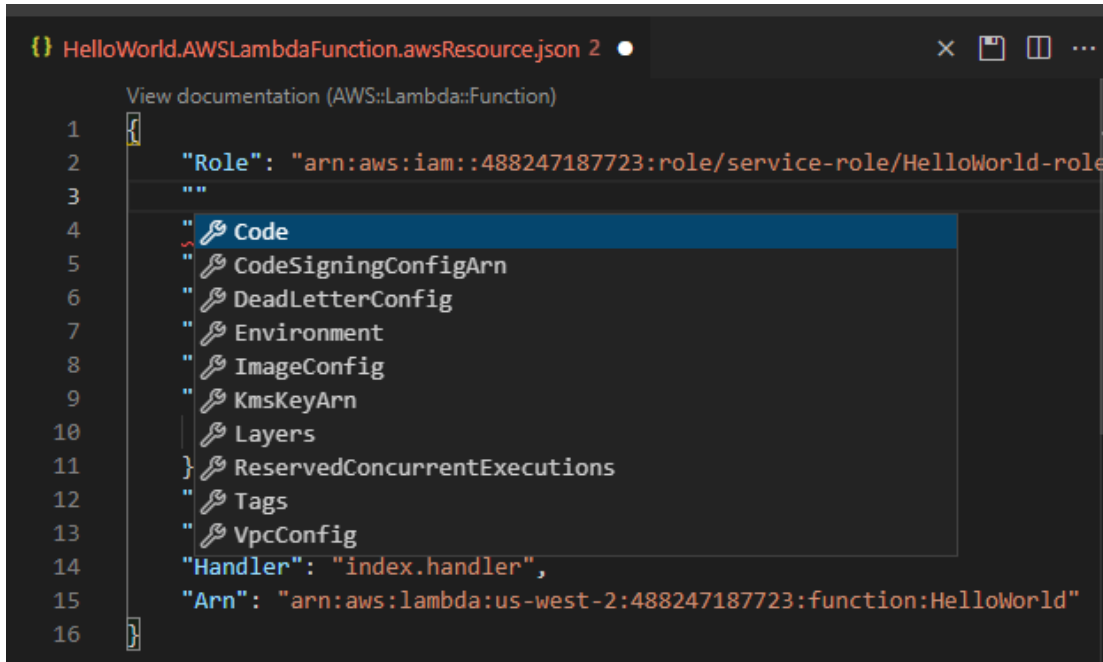 {} HelloWorld.AWSLambdaFunction.awsResource.json 2
View documentation (AWS::Lambda::Function)
1 {
2 "Role": "arn:aws:iam::488247187723:role/service-role/HelloWorld-role
3 ""
4 " Code
5 " CodeSigningConfigArn
6 " DeadLetterConfig
7 " Environment
8 " ImageConfig
9 " KmsKeyArn
10 Layers
11 } ReservedConcurrentExecutions
12 " Tags
13 " VpcConfig
14 "Handler": "index.handler",
15 "Arn": "arn:aws:lambda:us-west-2:488247187723:function:HelloWorld"
16 }